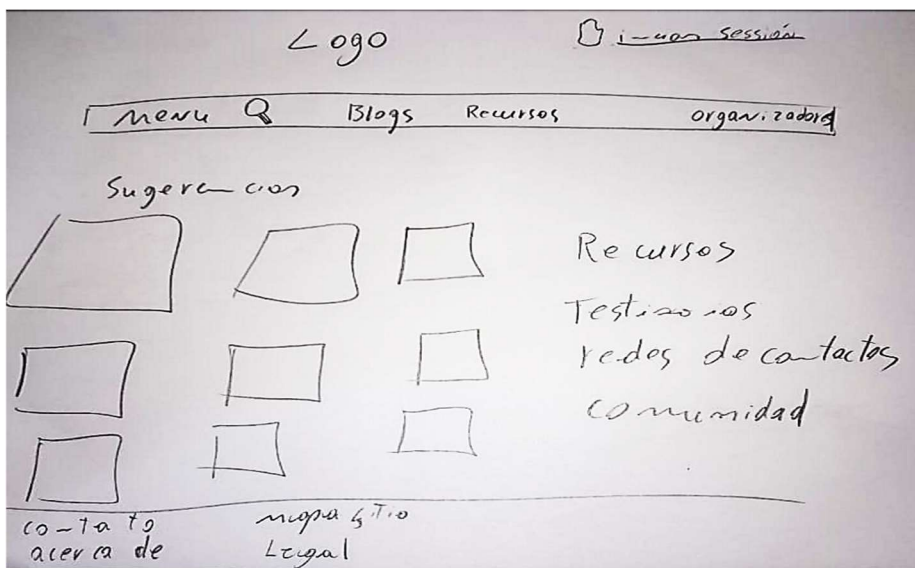 Logo
sessión
Menu Blogs Recursos organizadores
Sugerencias
Recursos
Testimonios
redes de contactos
comunidad
contacto mapa sitio
acerca de Legal